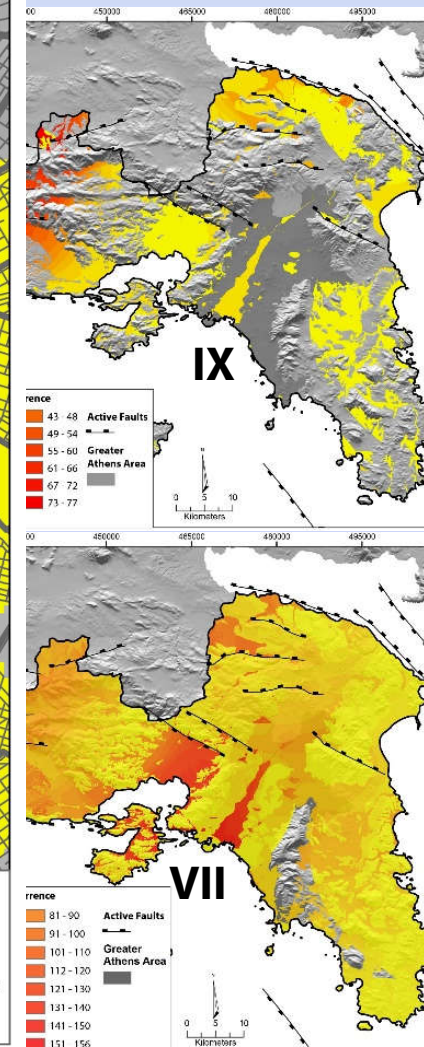 00 450000 465000 480000 495000
IX
rence
43 - 48
49 - 54
55 - 60
61 - 66
67 - 72
73 - 77
Active Faults
Greater
Athens Area
0 5 10
Kilometers
450000 465000 480000 495000
VII
rrence
81 - 90
91 - 100
101 - 110
112 - 120
121 - 130
131 - 140
141 - 150
151 - 156
Active Faults
Greater
Athens Area
0 5 10
Kilometers